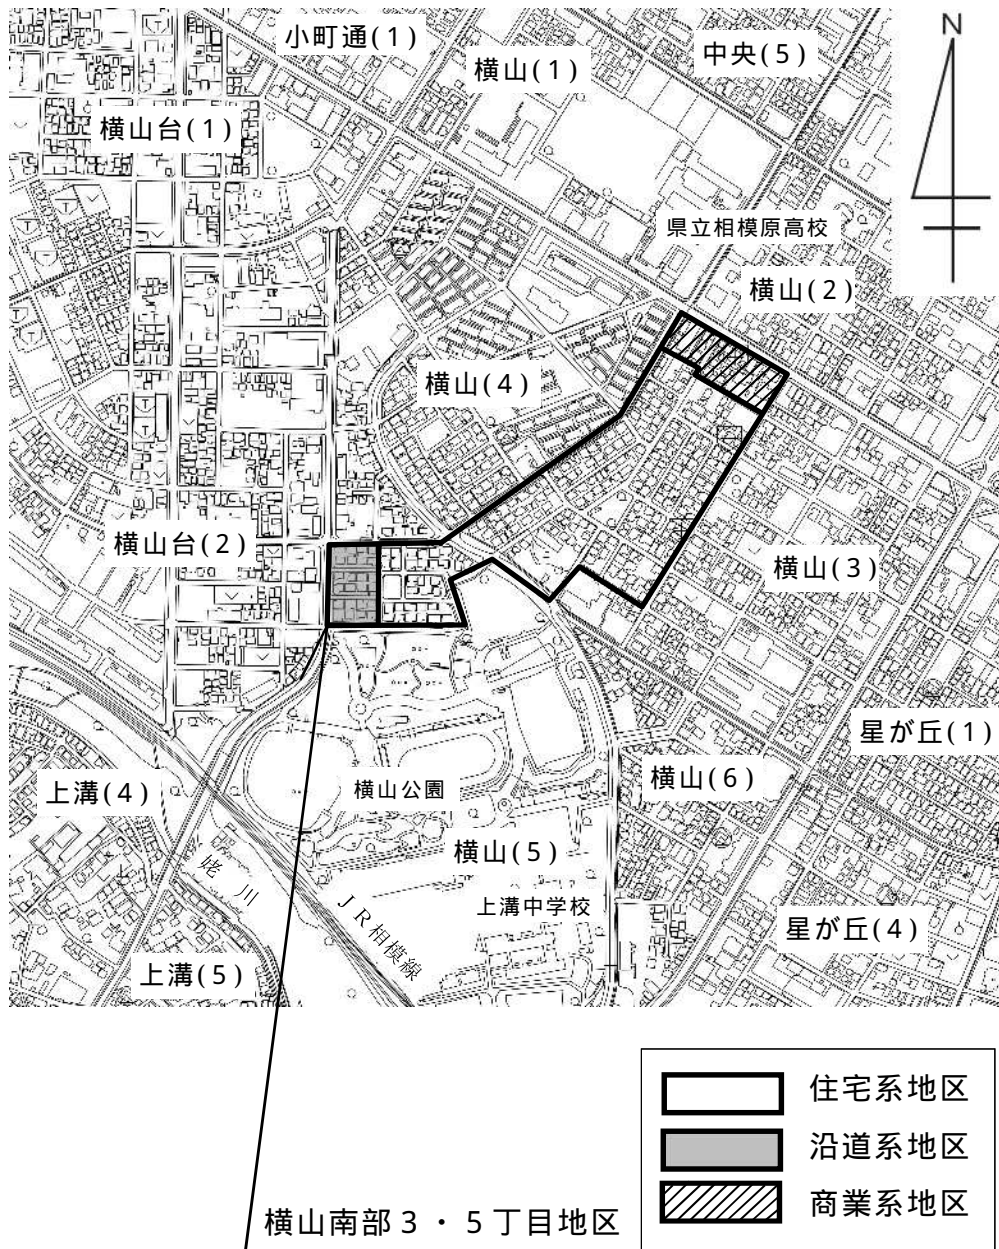 小町通(1)
横山(1)
中央(5)
N
横山台(1)
県立相模原高校
横山(2)
横山(4)
横山台(2)
横山(3)
星が丘(1)
上溝(4)
横山公園
横山(6)
横山(5)
姥川
JR相模線
上溝中学校
星が丘(4)
上溝(5)
住宅系地区
沿道系地区
商業系地区
横山南部3・5丁目地区